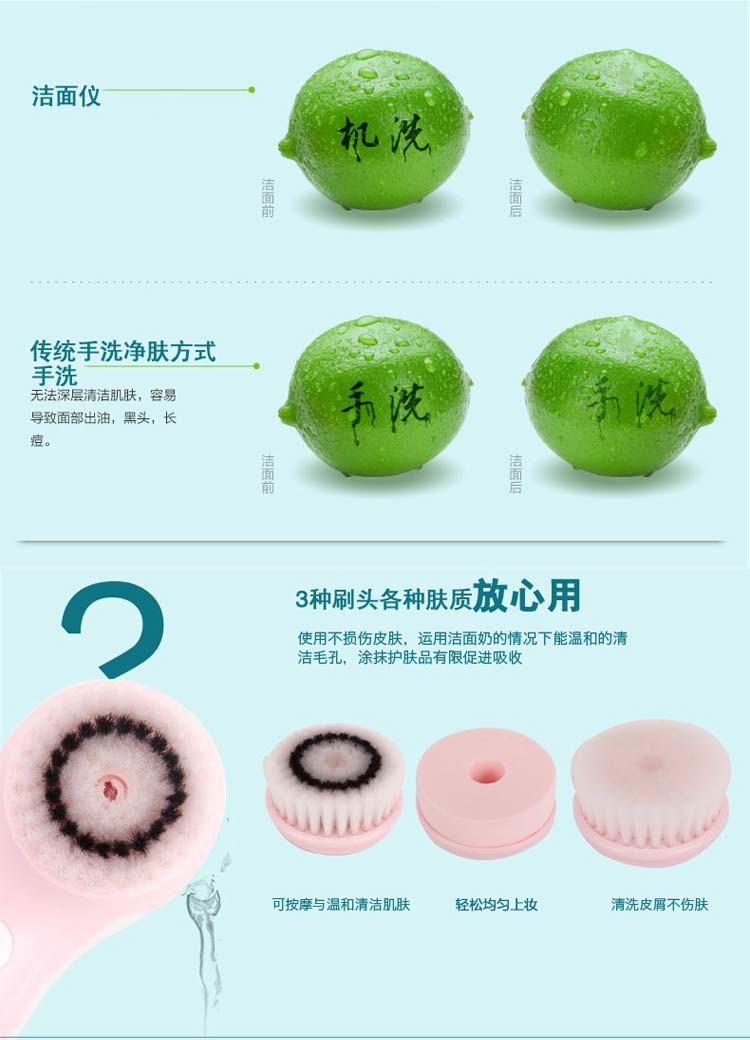 洁面仪
机洗
洁面前
洁面后
传统手洗净肤方式
手洗
无法深层清洁肌肤，容易
导致面部出油，黑头，长
痘。
手洗
洁面前
手洗
洁面后
3种刷头各种肤质放心用
使用不损伤皮肤，运用洁面奶的情况下能温和的清
洁毛孔，涂抹护肤品有限促进吸收
可按摩与温和清洁肌肤
轻松均匀上妆
清洗皮屑不伤肤